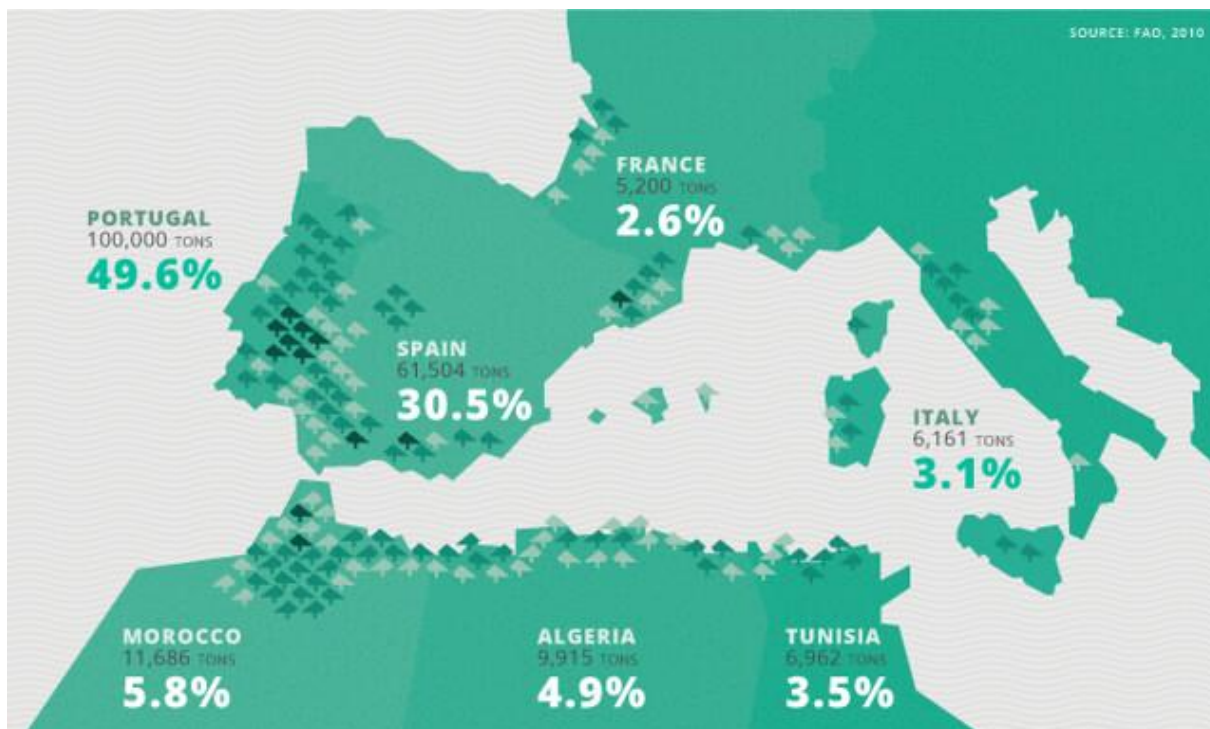 SOURCE: FAO, 2010
FRANCE
5,200 TONS
2.6%
PORTUGAL
100,000 TONS
49.6%
SPAIN
61,504 TONS
30.5%
ITALY
6,161 TONS
3.1%
MOROCCO
11,686 TONS
5.8%
ALGERIA
9,915 TONS
4.9%
TUNISIA
6,962 TONS
3.5%